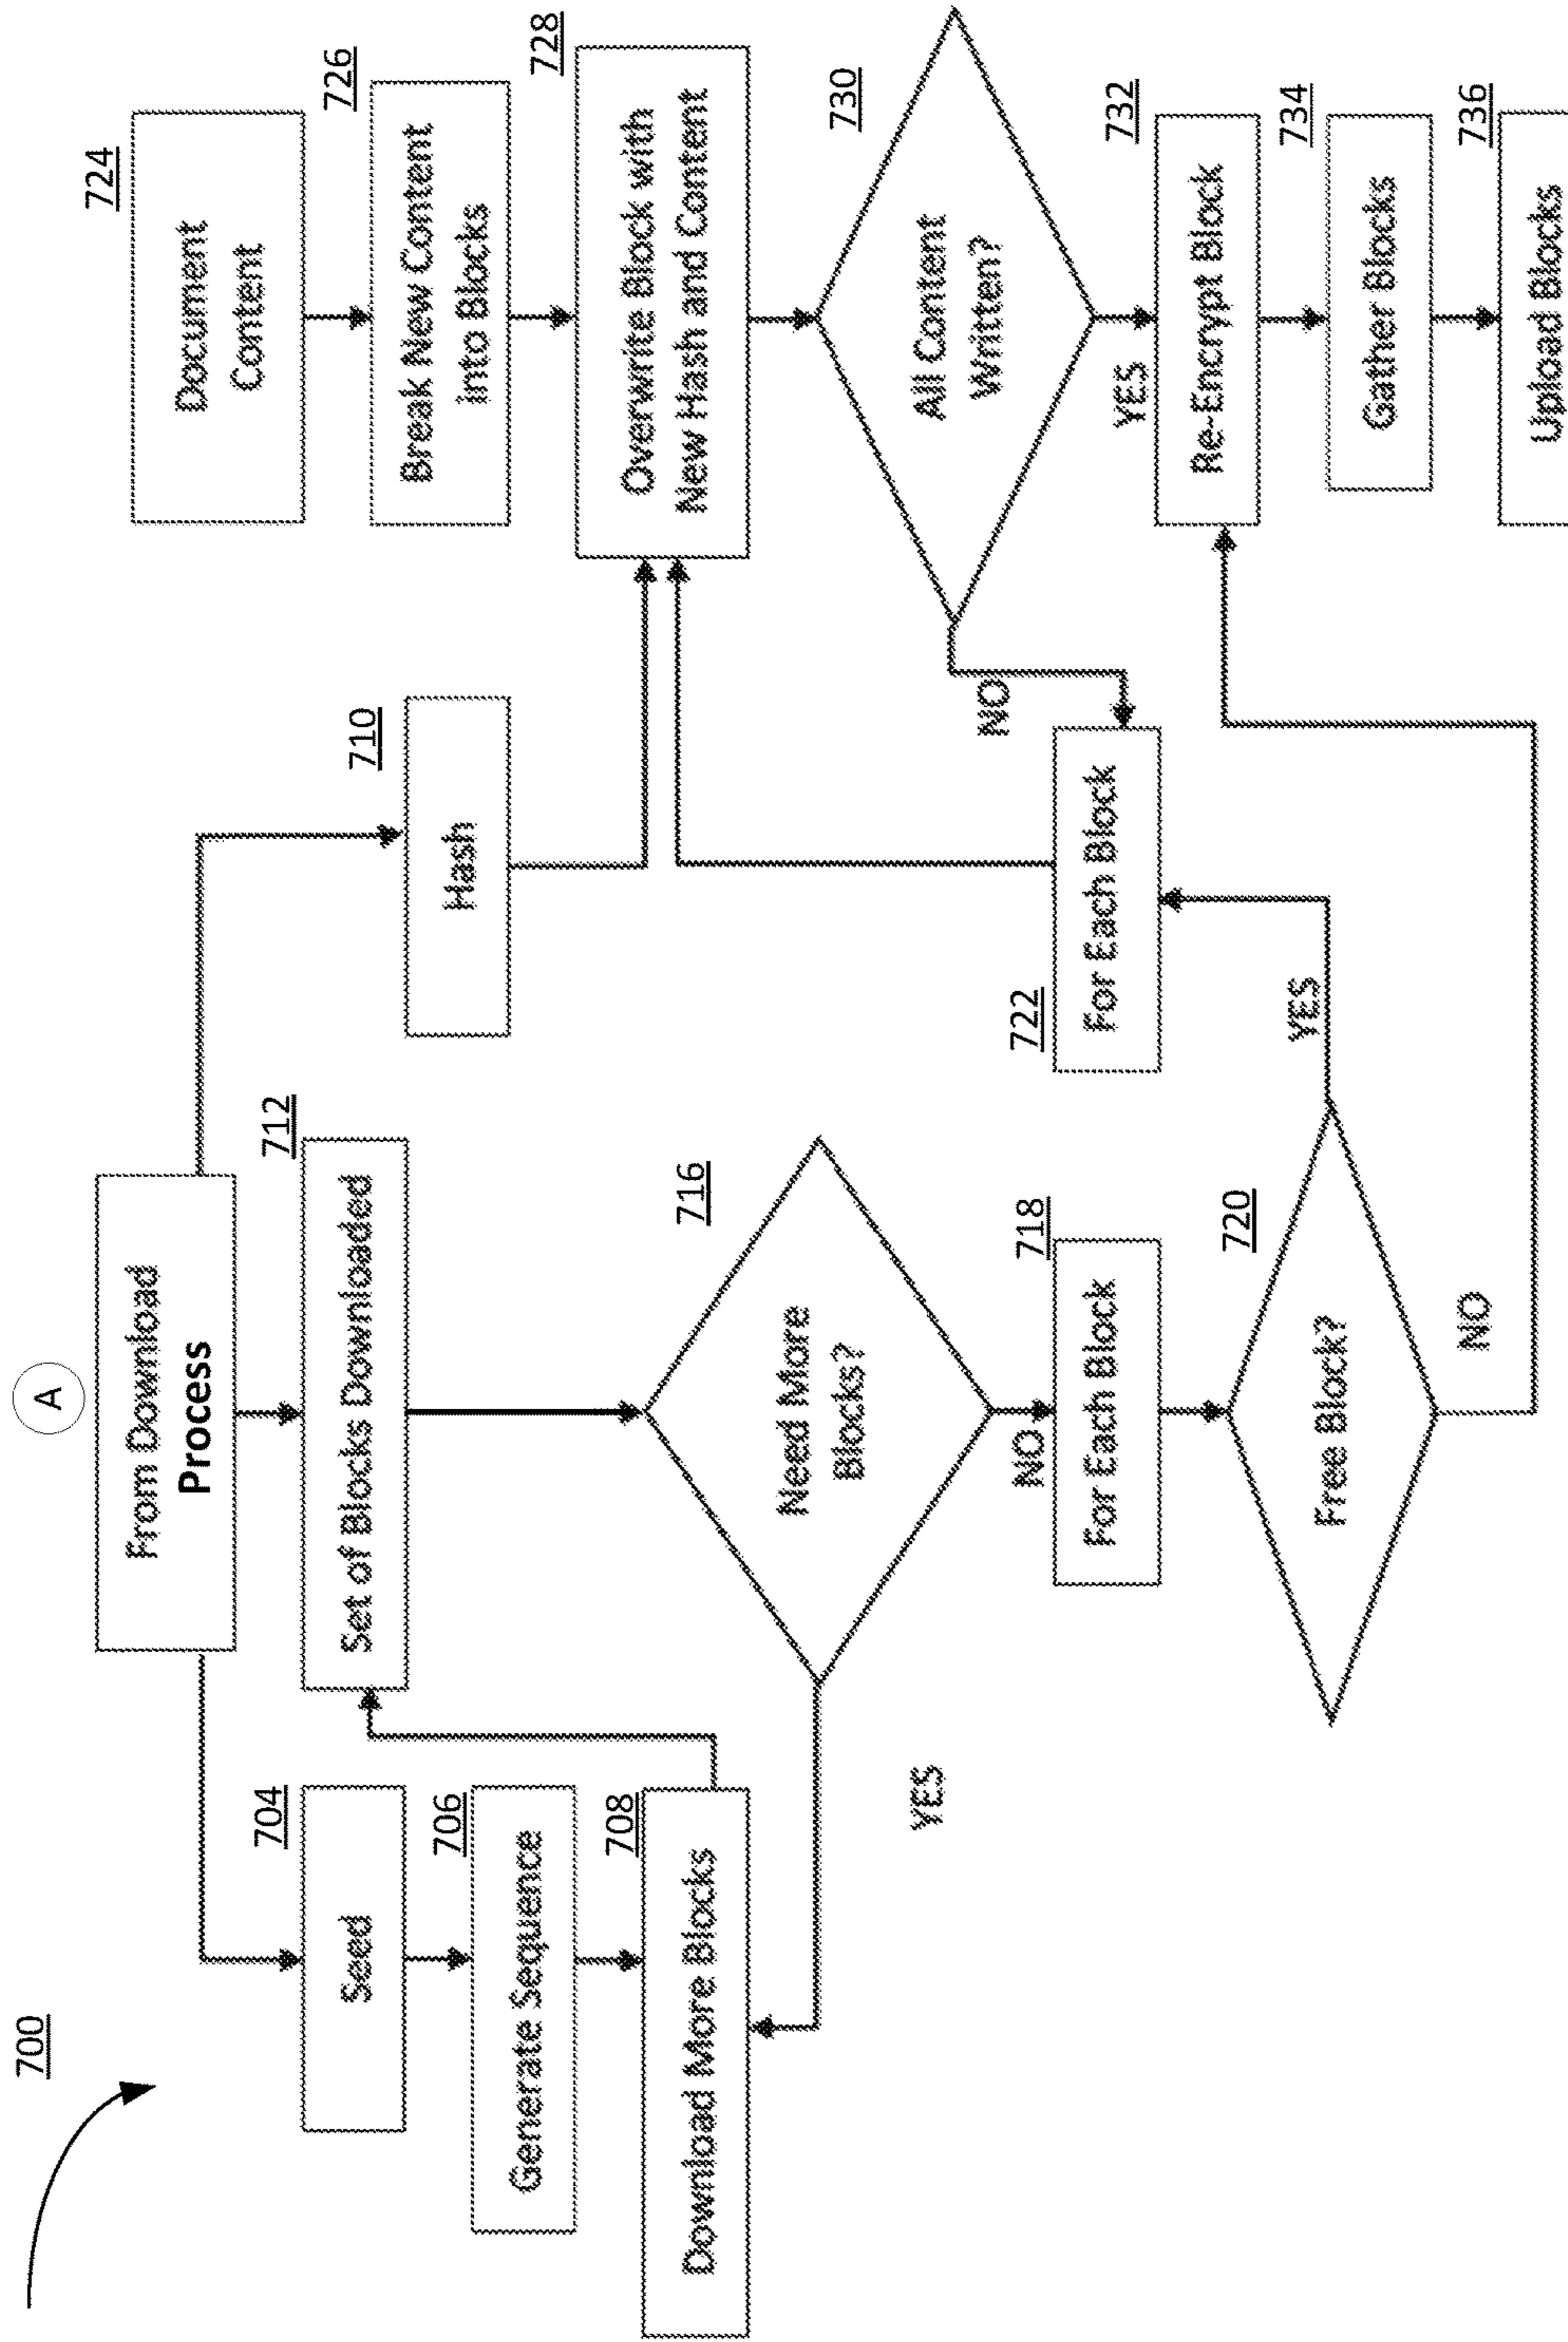 700
A
From Download
Process
704
Seed
706
Generate Sequence
708
Download More Blocks
712
Set of Blocks Downloaded
716
Need More
Blocks?
YES
NO
718
For Each Block
720
Free Block?
YES
NO
710
Hash
722
For Each Block
724
Document
Content
726
Break New Content
into Blocks
728
Overwrite Block with
New Hash and Content
730
All Content
Written?
NO
YES
732
Re-Encrypt Block
734
Gather Blocks
736
Upload Blocks